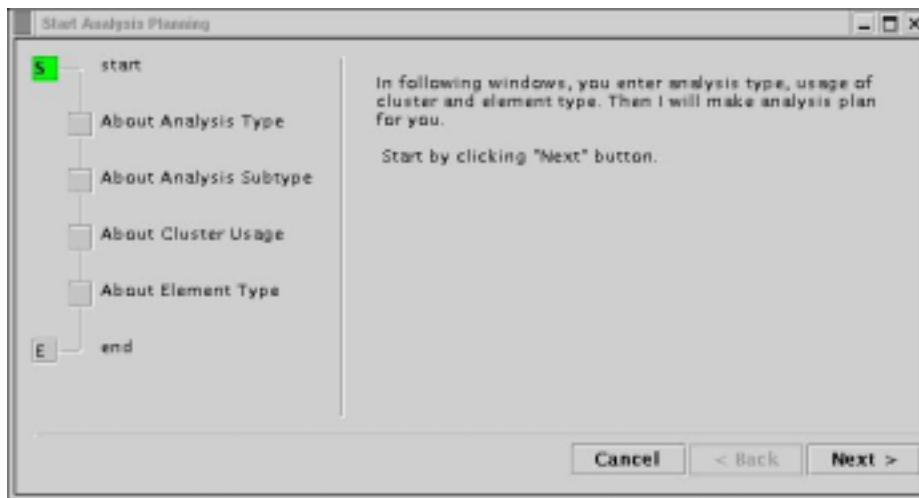 Start Analysis Planning
S start
About Analysis Type
About Analysis Subtype
About Cluster Usage
About Element Type
E end
In following windows, you enter analysis type, usage of
cluster and element type. Then I will make analysis plan
for you.
Start by clicking "Next" button.
Cancel < Back Next >